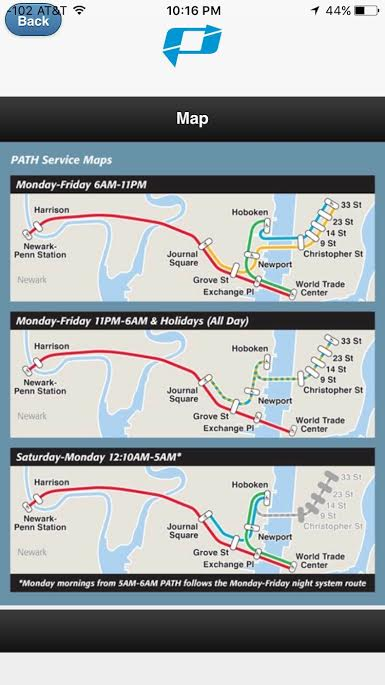 -102 AT&T 10:16 PM 44%
Back
Map
PATH Service Maps
Monday-Friday 6AM-11PM
Harrison
Newark-
Penn Station
Newark
Journal
Square
Grove St
Exchange Pl
Hoboken
Newport
World Trade
Center
33 St
23 St
14 St
9 St
Christopher St
Monday-Friday 11PM-6AM & Holidays (All Day)
Harrison
Newark-
Penn Station
Newark
Journal
Square
Grove St
Exchange Pl
Hoboken
Newport
World Trade
Center
33 St
23 St
14 St
9 St
Christopher St
Saturday-Monday 12:10AM-5AM*
Harrison
Newark-
Penn Station
Newark
Journal
Square
Grove St
Exchange Pl
Hoboken
Newport
World Trade
Center
33 St
23 St
14 St
9 St
Christopher St
*Monday mornings from 5AM-6AM PATH follows the Monday-Friday night system route